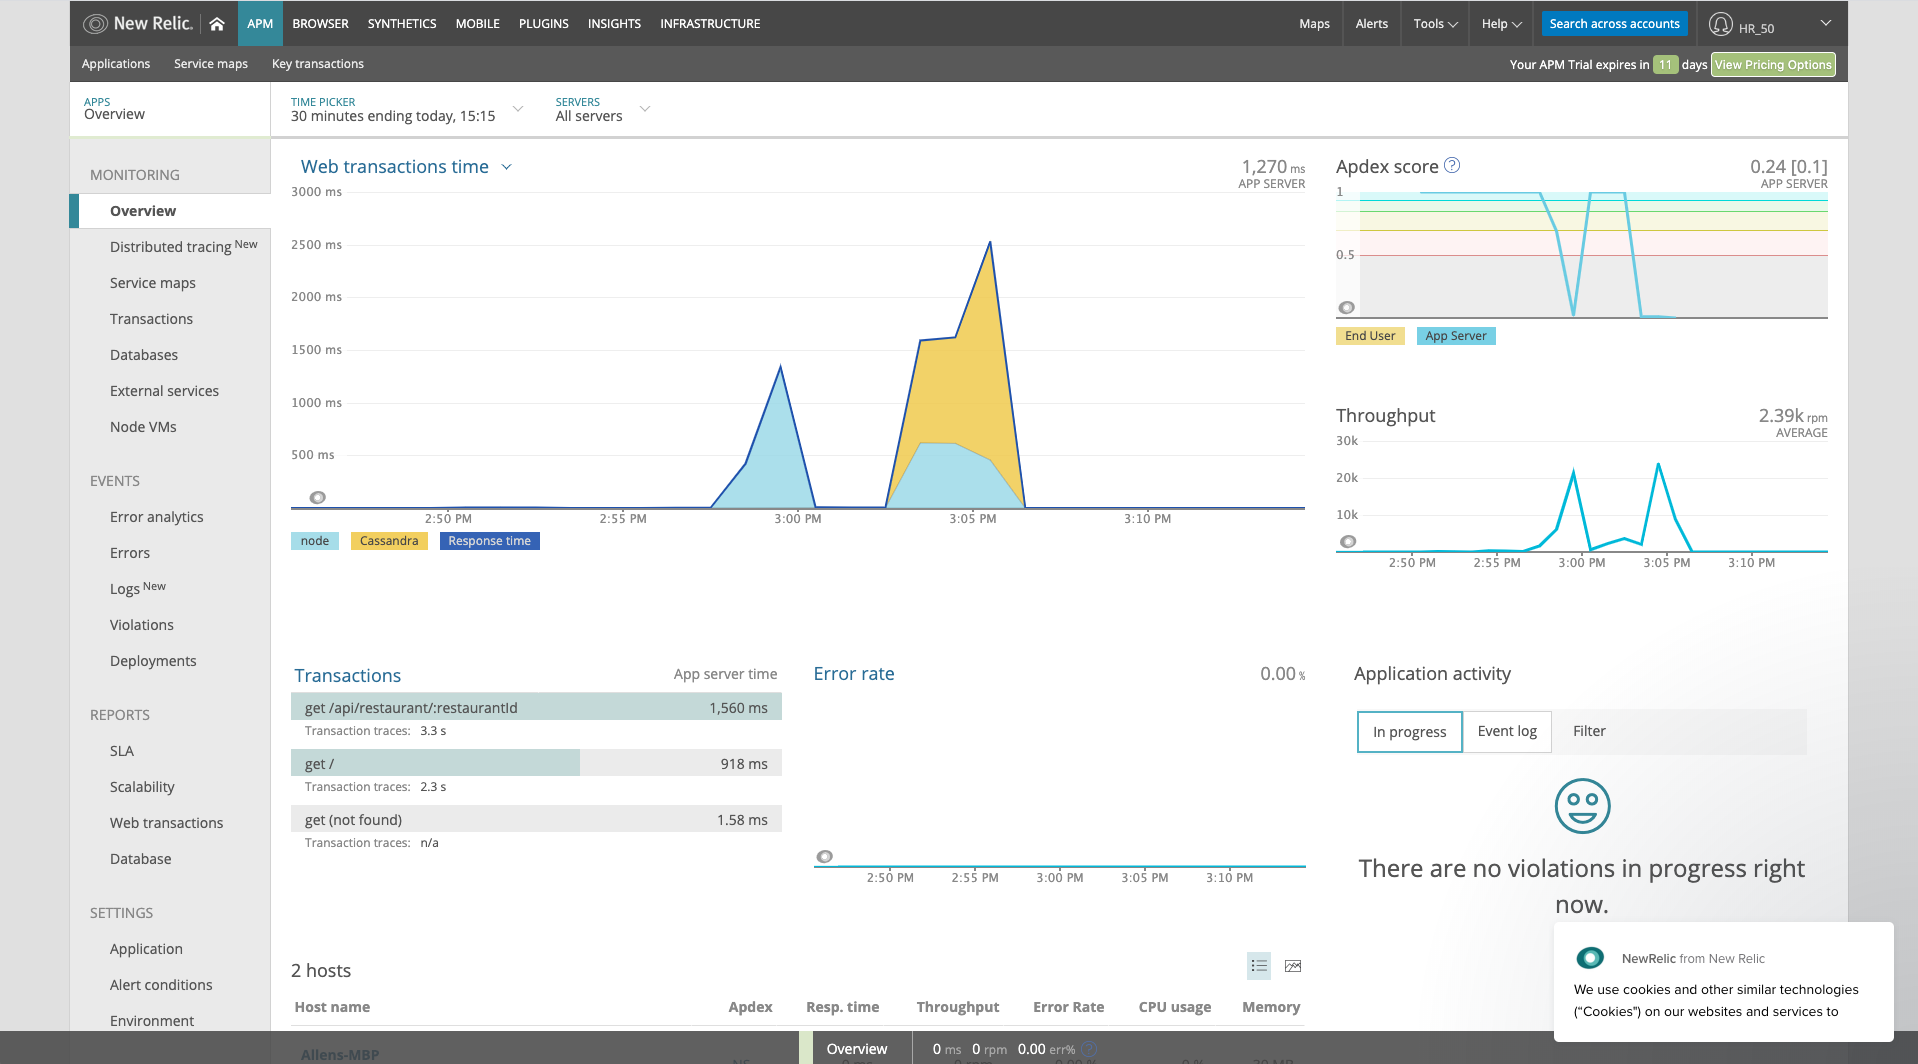 New Relic.
APM
BROWSER
SYNTHETICS
MOBILE
PLUGINS
INSIGHTS
INFRASTRUCTURE
Maps
Alerts
Tools
Help
Search across accounts
HR_50
Applications
Service maps
Key transactions
Your APM Trial expires in 11 days View Pricing Options
APPS
Overview
TIME PICKER
30 minutes ending today, 15:15
SERVERS
All servers
MONITORING
Overview
Distributed tracing New
Service maps
Transactions
Databases
External services
Node VMs
EVENTS
Error analytics
Errors
Logs New
Violations
Deployments
REPORTS
SLA
Scalability
Web transactions
Database
SETTINGS
Application
Alert conditions
Environment
Web transactions time
1,270 ms
APP SERVER
3000 ms
2500 ms
2000 ms
1500 ms
1000 ms
500 ms
2:50 PM
2:55 PM
3:00 PM
3:05 PM
3:10 PM
node
Cassandra
Response time
Apdex score ?
0.24 [0.1]
APP SERVER
1
0.5
End User
App Server
Throughput
2.39k rpm
AVERAGE
30k
20k
10k
2:50 PM
2:55 PM
3:00 PM
3:05 PM
3:10 PM
Transactions
App server time
get /api/restaurant/:restaurantId
1,560 ms
Transaction traces: 3.3 s
get /
918 ms
Transaction traces: 2.3 s
get (not found)
1.58 ms
Transaction traces: n/a
Error rate
0.00 %
2:50 PM
2:55 PM
3:00 PM
3:05 PM
3:10 PM
Application activity
In progress
Event log
Filter
There are no violations in progress right
now.
2 hosts
Host name
Apdex
Resp. time
Throughput
Error Rate
CPU usage
Memory
Allens-MBP
Overview
0 ms
0 rpm
0.00 err%
?
NewRelic from New Relic
We use cookies and other similar technologies
("Cookies") on our websites and services to